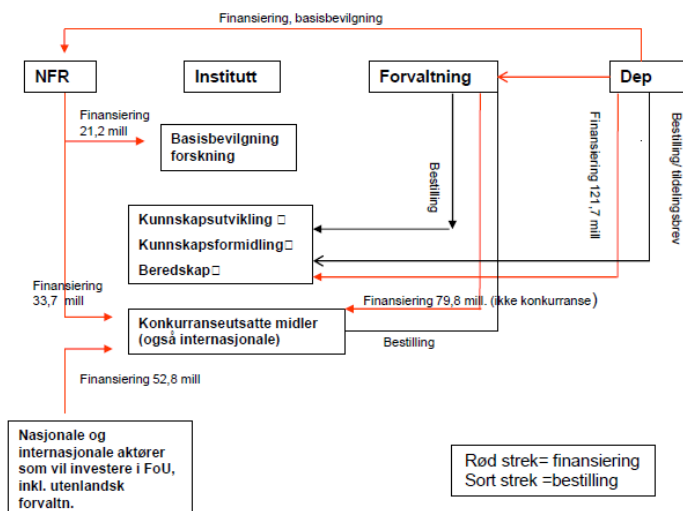 Finansiering, basisbevilgning
NFR
Institutt
Forvaltning
Dep
Finansiering
21,2 mill
Basisbevilgning
forskning
Bestilling
Finansiering 121,7
mill
Bestilling/ tildelingsbrev
Kunnskapsutvikling □
Kunnskapsformidling□
Beredskap□
Finansiering
33,7 mill
Finansiering 79,8 mill. (ikke konkurranse)
Konkurranseutsatte midler
(også internasjonale)
Bestilling
Finansiering 52,8 mill
Nasjonale og
internasjonale aktører
som vil investere i FoU,
inkl. utenlandsk
forvaltn.
Rød strek= finansiering
Sort strek =bestilling